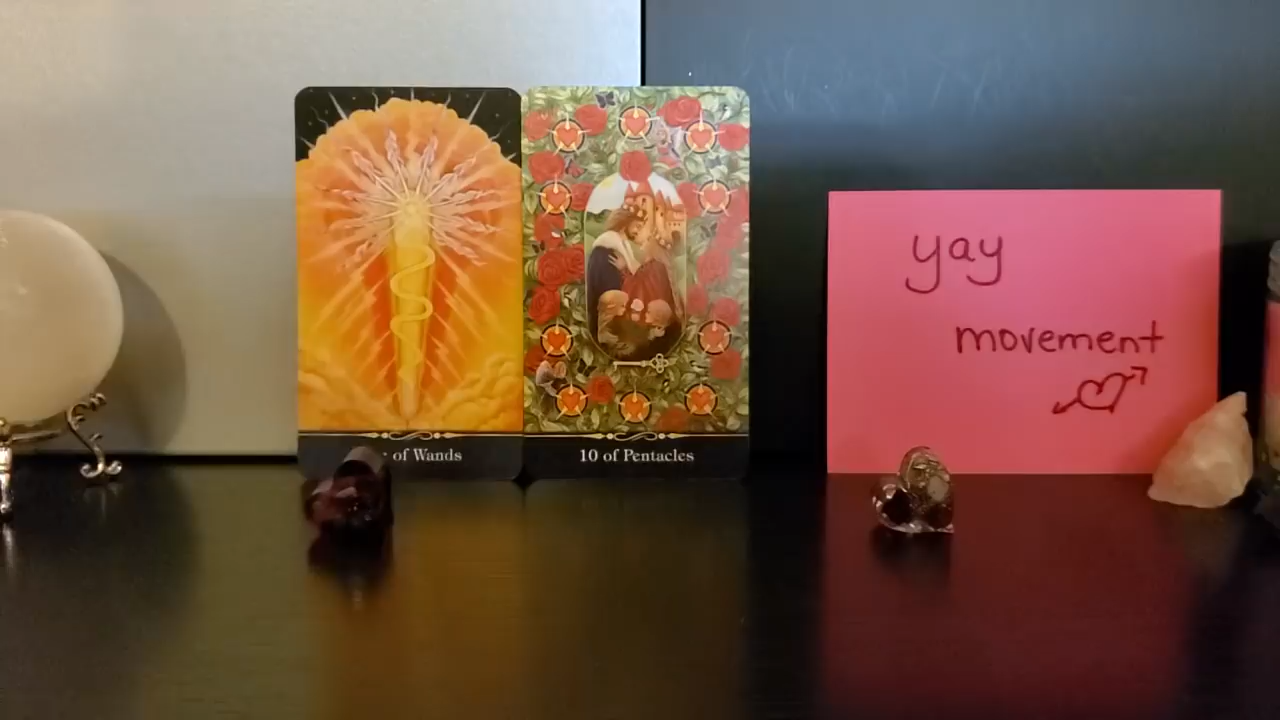 of Wands
10 of Pentacles
yay
movement